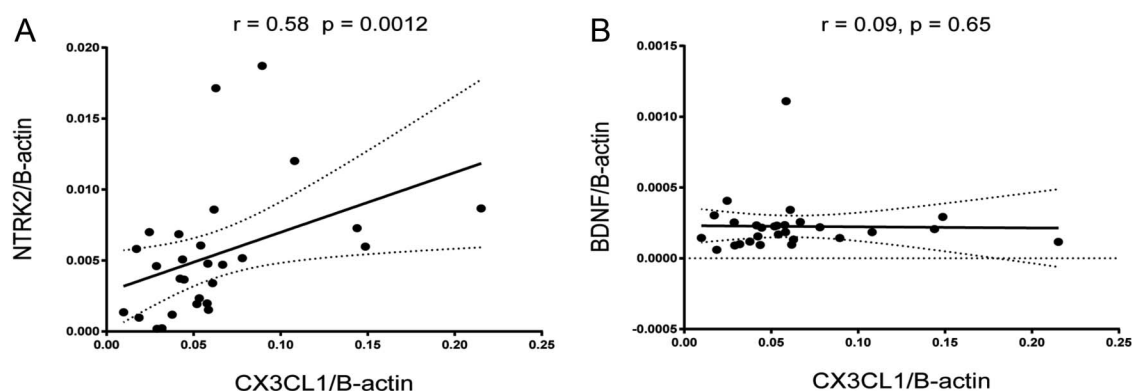 A
r = 0.58 p = 0.0012
NTRK2/B-actin
0.020
0.015
0.010
0.005
0.000
0.00 0.05 0.10 0.15 0.20 0.25
CX3CL1/B-actin
B
r = 0.09, p = 0.65
BDNF/B-actin
0.0015
0.0010
0.0005
0.0000
-0.0005
0.00 0.05 0.10 0.15 0.20 0.25
CX3CL1/B-actin